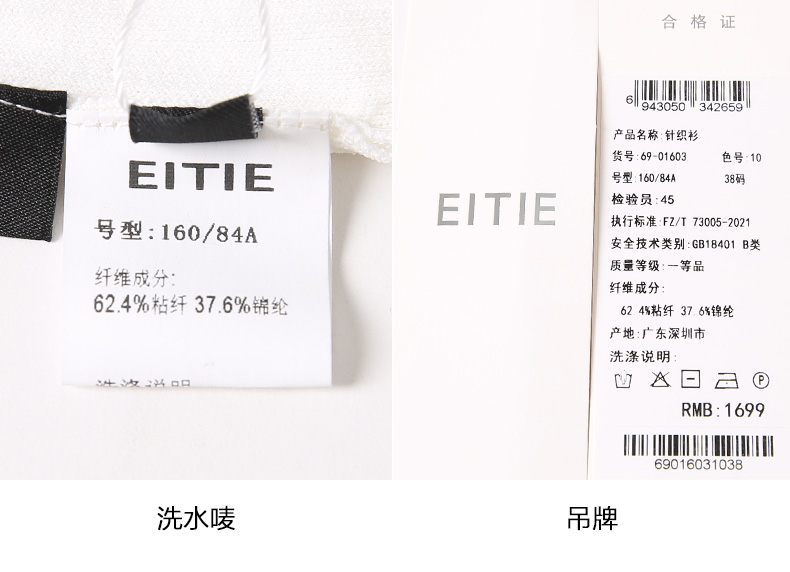 EITIE
号型:160/84A
纤维成分:
62.4%粘纤 37.6%锦纶
洗涤说明
EITIE
合格证
6 943050 342659
产品名称:针织衫
货号:69-01603 色号:10
号型:160/84A 38码
检验员:45
执行标准:FZ/T 73005-2021
安全技术类别:GB18401 B类
质量等级:一等品
纤维成分:
62.4%粘纤 37.6%锦纶
产地:广东深圳市
洗涤说明:
P
RMB:1699
69016031038
洗水唛
吊牌